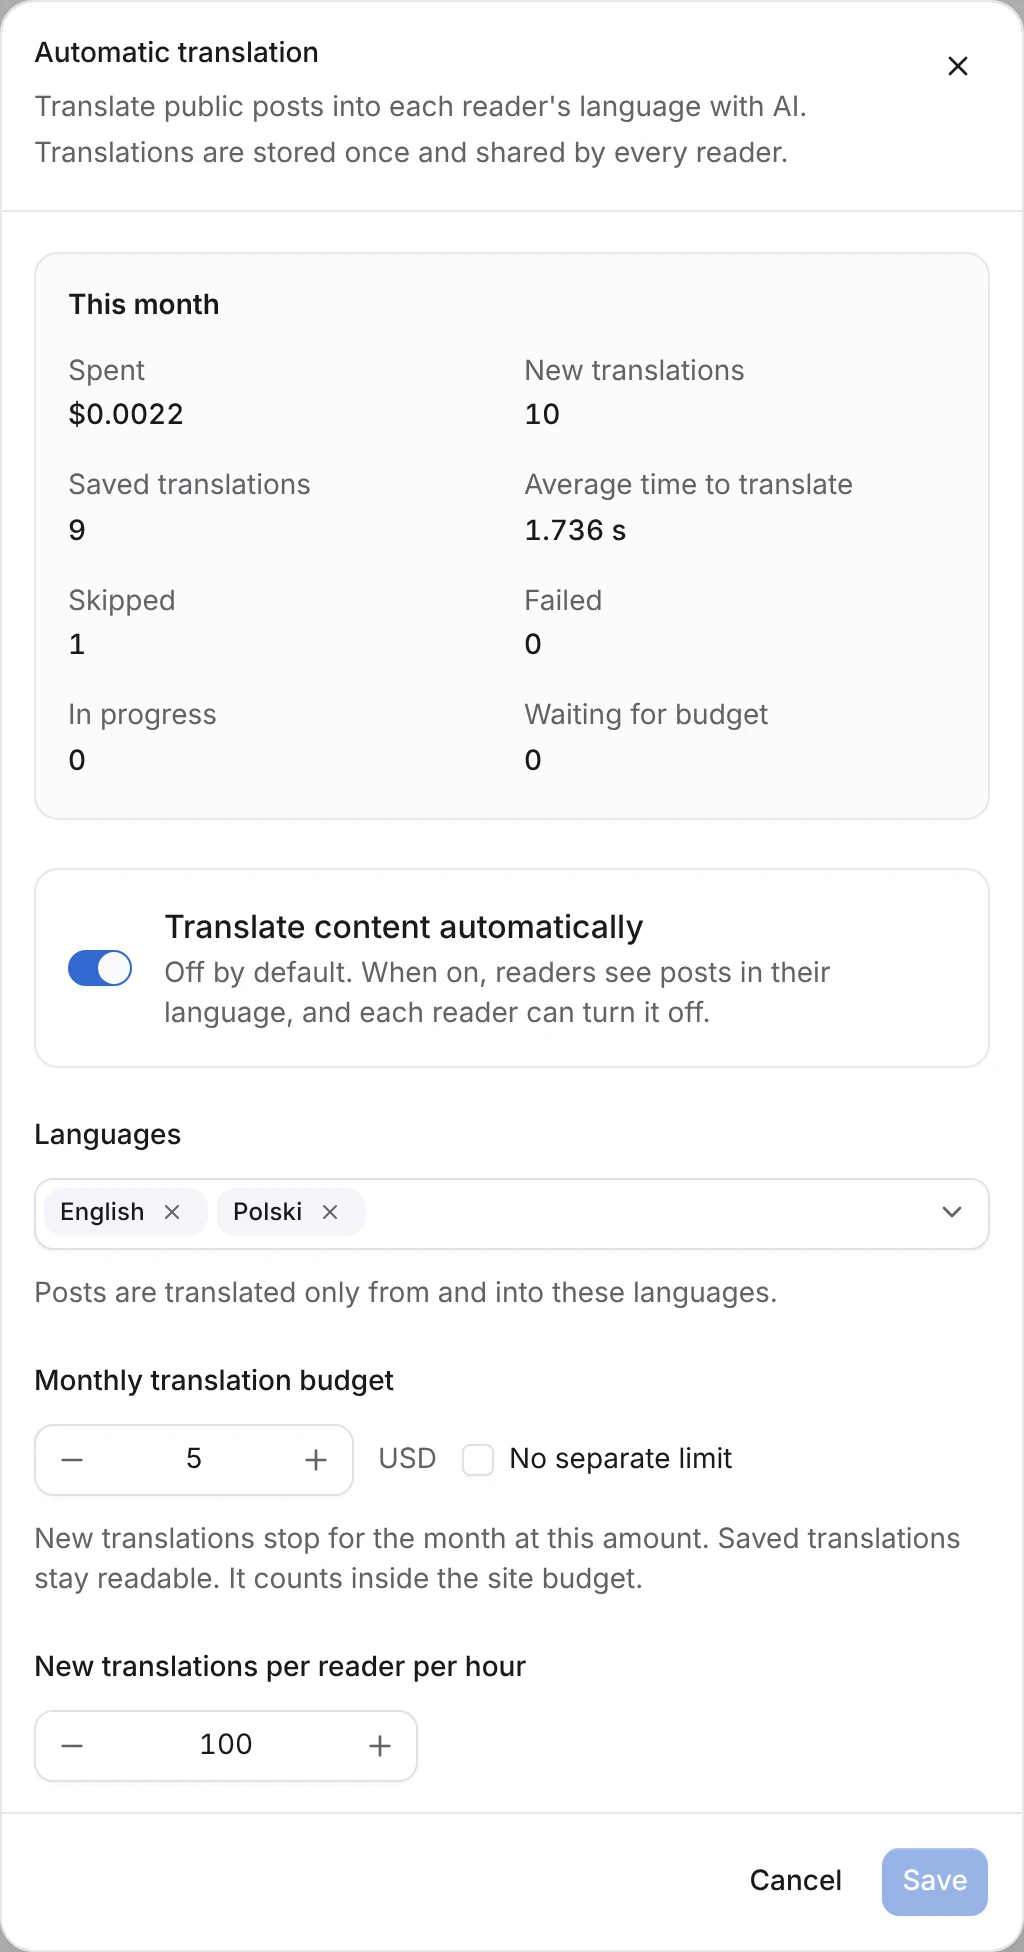 Automatic translation
Translate public posts into each reader's language with AI.
Translations are stored once and shared by every reader.
This month
Spent
$0.0022
New translations
10
Saved translations
9
Average time to translate
1.736 s
Skipped
1
Failed
0
In progress
0
Waiting for budget
0
Translate content automatically
Off by default. When on, readers see posts in their
language, and each reader can turn it off.
Languages
English
Polski
Posts are translated only from and into these languages.
Monthly translation budget
5
USD
No separate limit
New translations stop for the month at this amount. Saved translations
stay readable. It counts inside the site budget.
New translations per reader per hour
100
Cancel
Save